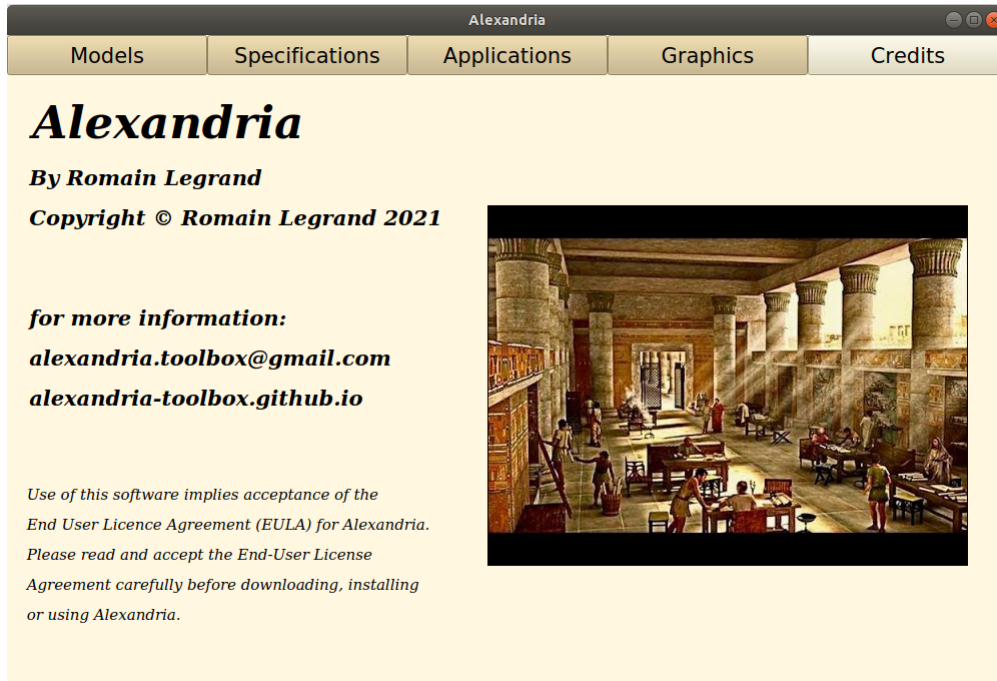 Alexandria
Models Specifications Applications Graphics Credits
Alexandria
By Romain Legrand
Copyright © Romain Legrand 2021
for more information:
alexandria.toolbox@gmail.com
alexandria-toolbox.github.io
Use of this software implies acceptance of the
End User Licence Agreement (EULA) for Alexandria.
Please read and accept the End-User License
Agreement carefully before downloading, installing
or using Alexandria.